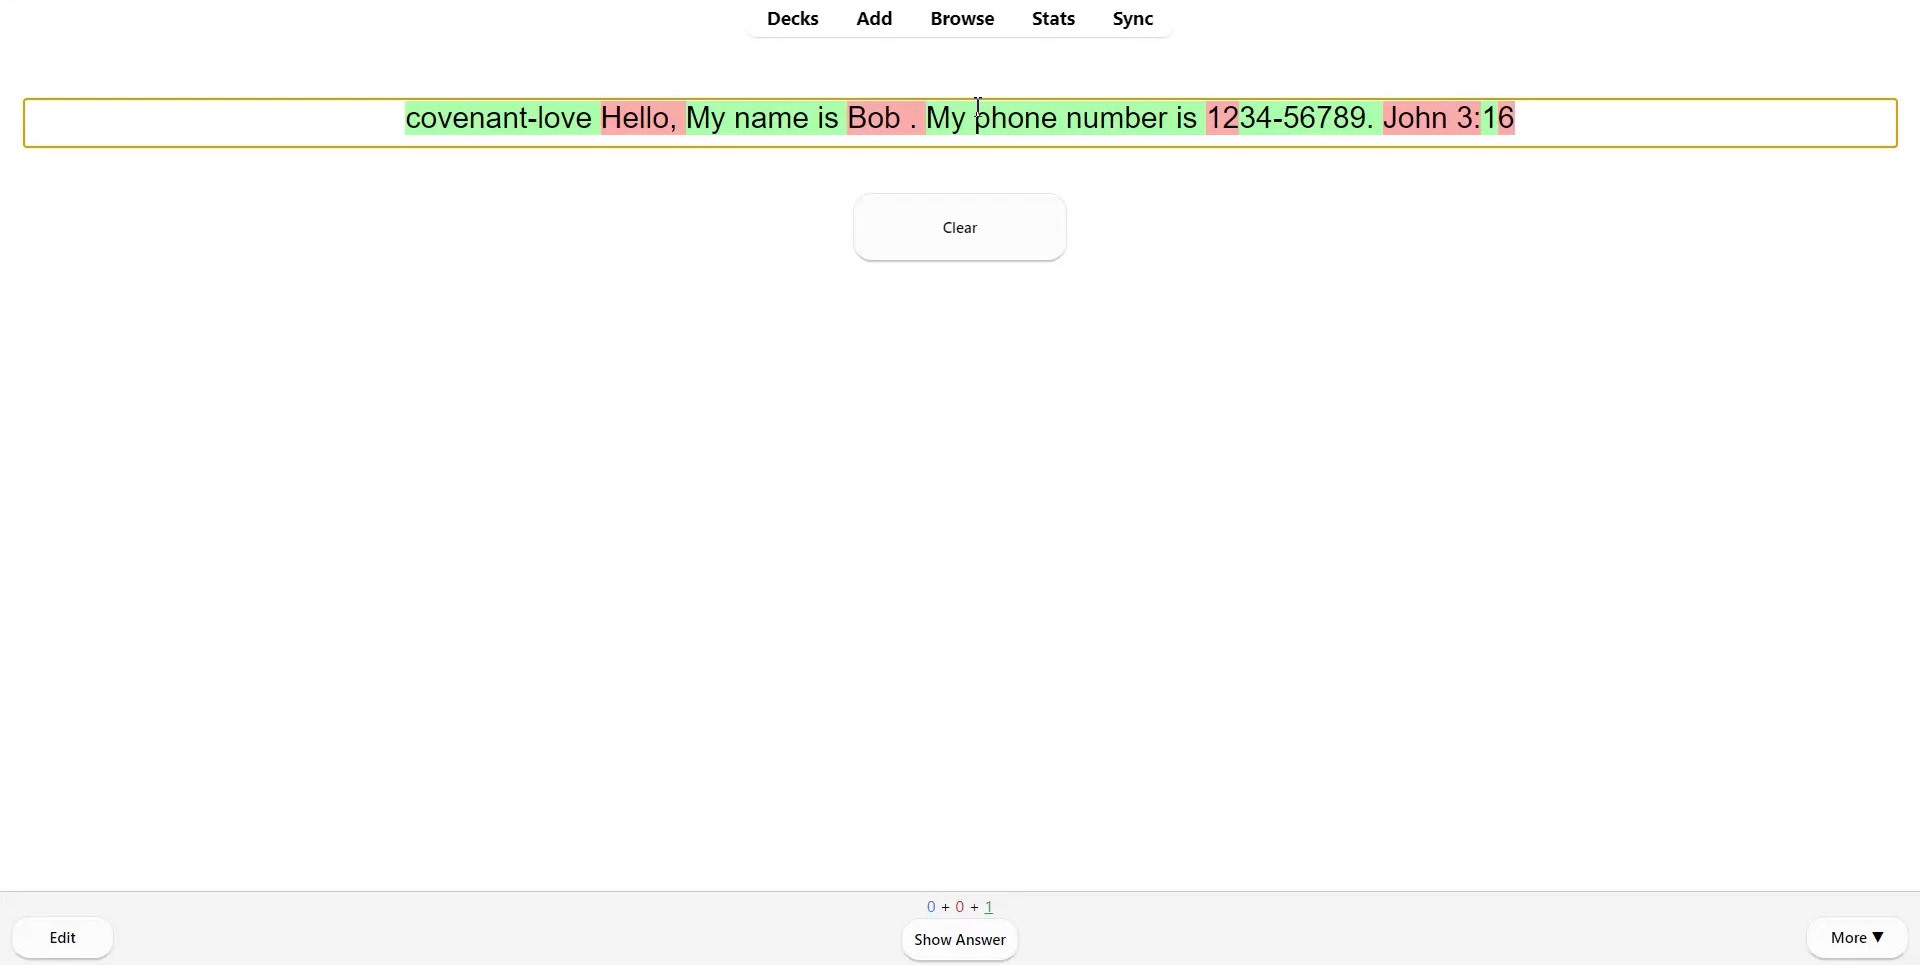 Decks Add Browse Stats Sync
covenant-love Hello, My name is Bob . My phone number is 1234-56789. John 3:16
Clear
0 + 0 + 1
Edit Show Answer More ▼